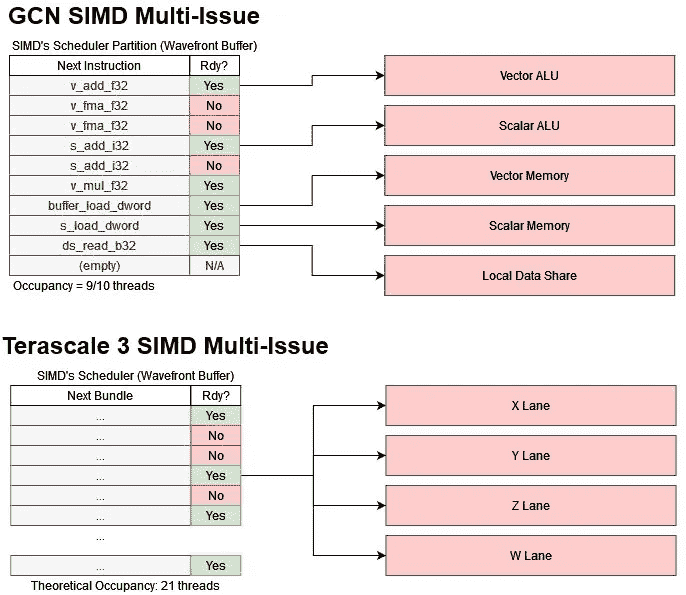 GCN SIMD Multi-Issue
SIMD's Scheduler Partition (Wavefront Buffer)
Next Instruction Rdy?
v_add_f32 Yes
v_fma_f32 No
v_fma_f32 No
s_add_i32 Yes
s_add_i32 No
v_mul_f32 Yes
buffer_load_dword Yes
s_load_dword Yes
ds_read_b32 Yes
(empty) N/A
Occupancy = 9/10 threads
Vector ALU
Scalar ALU
Vector Memory
Scalar Memory
Local Data Share
Terascale 3 SIMD Multi-Issue
SIMD's Scheduler (Wavefront Buffer)
Next Bundle Rdy?
... Yes
... No
... No
... Yes
... No
... Yes
...
... Yes
Theoretical Occupancy: 21 threads
X Lane
Y Lane
Z Lane
W Lane